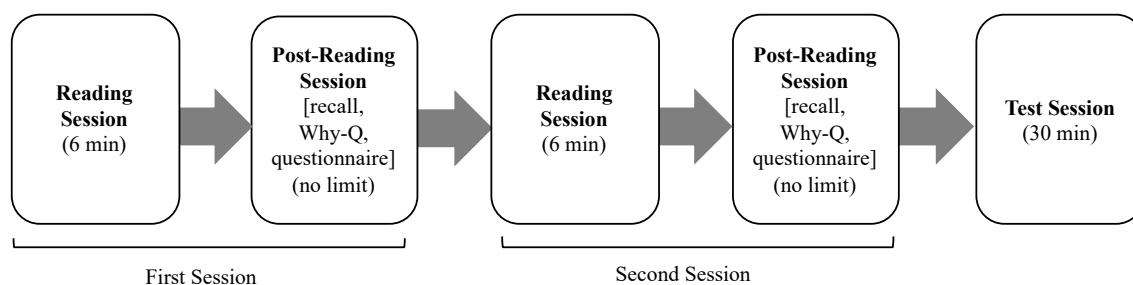 Reading
Session
(6 min)
Post-Reading
Session
[recall,
Why-Q,
questionnaire]
(no limit)
Reading
Session
(6 min)
Post-Reading
Session
[recall,
Why-Q,
questionnaire]
(no limit)
Test Session
(30 min)
First Session
Second Session